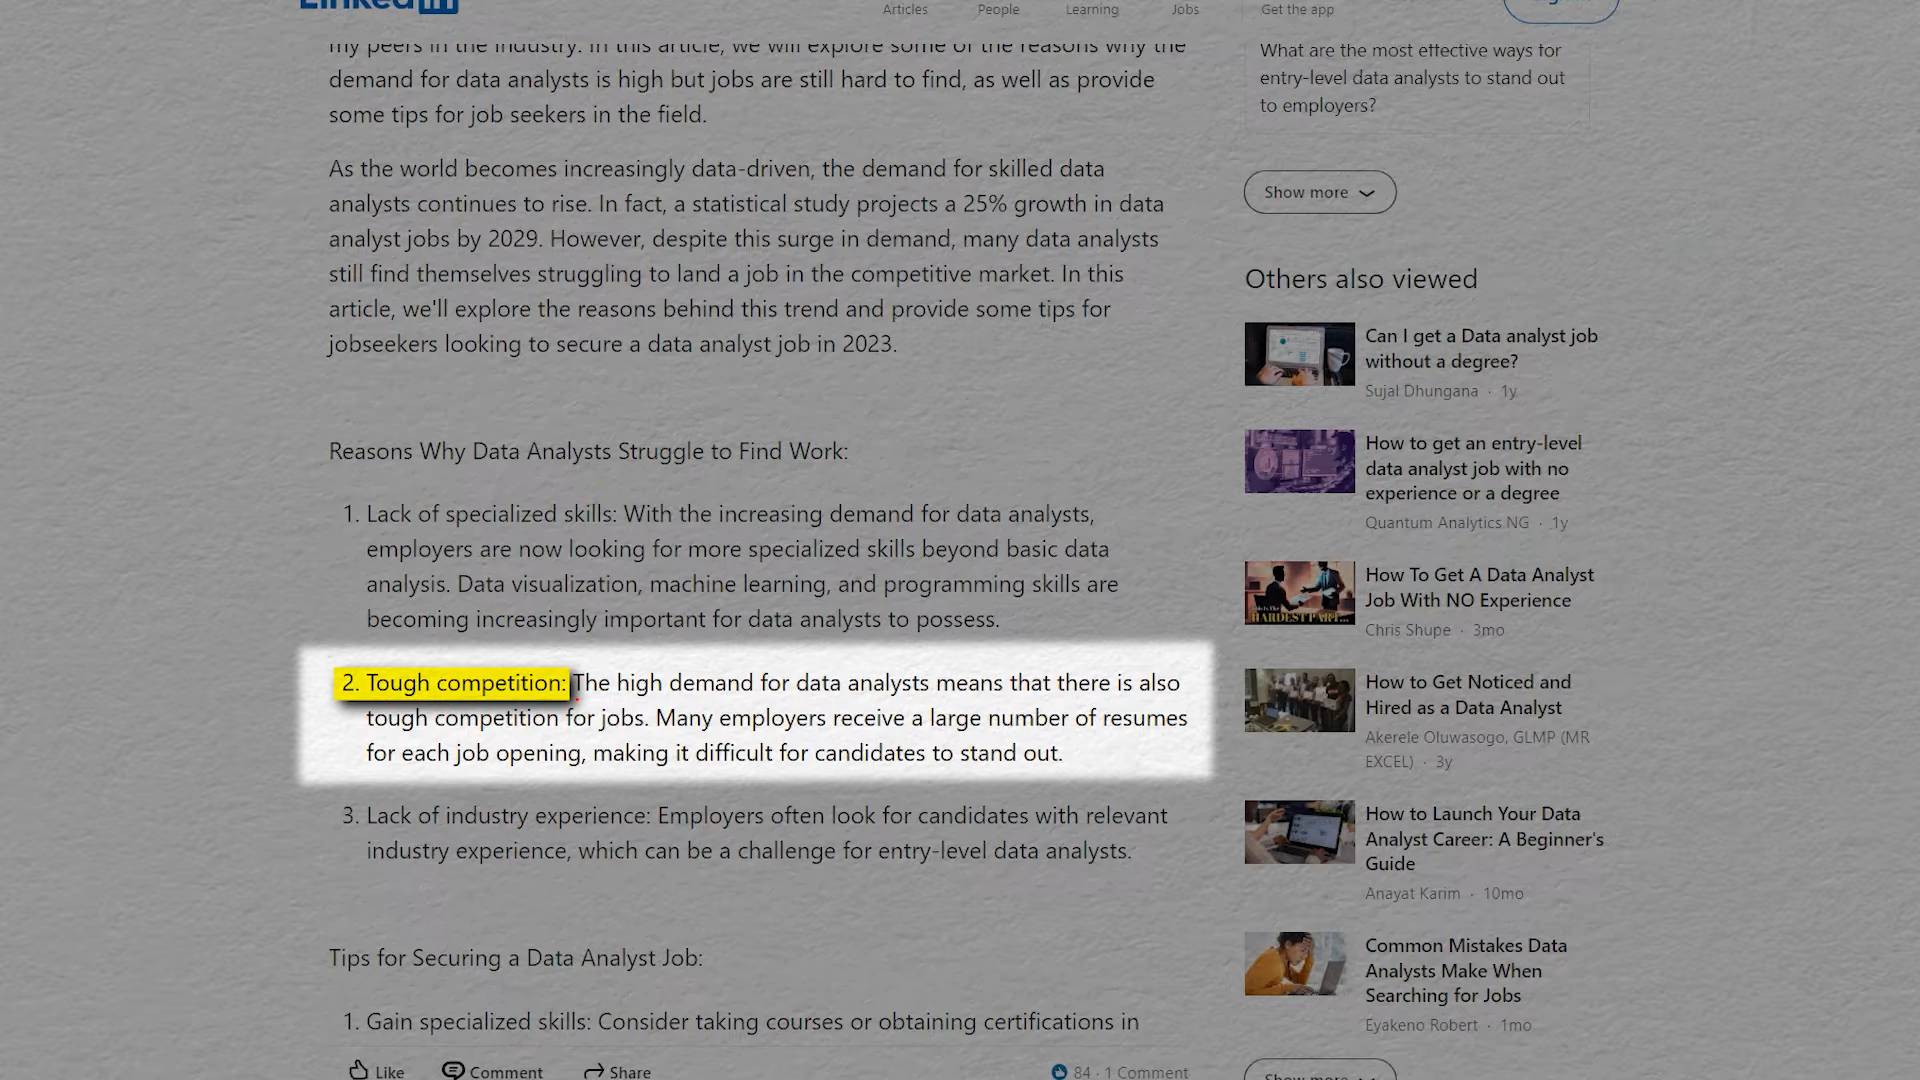 LinkedIn
Articles
People
Learning
Jobs
Get the app
my peers in the industry. In this article, we will explore some of the reasons why the
demand for data analysts is high but jobs are still hard to find, as well as provide
some tips for job seekers in the field.
As the world becomes increasingly data-driven, the demand for skilled data
analysts continues to rise. In fact, a statistical study projects a 25% growth in data
analyst jobs by 2029. However, despite this surge in demand, many data analysts
still find themselves struggling to land a job in the competitive market. In this
article, we'll explore the reasons behind this trend and provide some tips for
jobseekers looking to secure a data analyst job in 2023.
Reasons Why Data Analysts Struggle to Find Work:
1. Lack of specialized skills: With the increasing demand for data analysts,
employers are now looking for more specialized skills beyond basic data
analysis. Data visualization, machine learning, and programming skills are
becoming increasingly important for data analysts to possess.
2. Tough competition: The high demand for data analysts means that there is also
tough competition for jobs. Many employers receive a large number of resumes
for each job opening, making it difficult for candidates to stand out.
3. Lack of industry experience: Employers often look for candidates with relevant
industry experience, which can be a challenge for entry-level data analysts.
Tips for Securing a Data Analyst Job:
1. Gain specialized skills: Consider taking courses or obtaining certifications in
Like
Comment
Share
84 · 1 Comment
What are the most effective ways for
entry-level data analysts to stand out
to employers?
Show more
Others also viewed
Can I get a Data analyst job
without a degree?
Sujal Dhungana · 1y
How to get an entry-level
data analyst job with no
experience or a degree
Quantum Analytics NG · 1y
How To Get A Data Analyst
Job With NO Experience
Chris Shupe · 3mo
HARDEST PART...
How to Get Noticed and
Hired as a Data Analyst
Akerele Oluwasogo, GLMP (MR
EXCEL) · 3y
How to Launch Your Data
Analyst Career: A Beginner's
Guide
Anayat Karim · 10mo
Common Mistakes Data
Analysts Make When
Searching for Jobs
Eyakeno Robert · 1mo
Show more